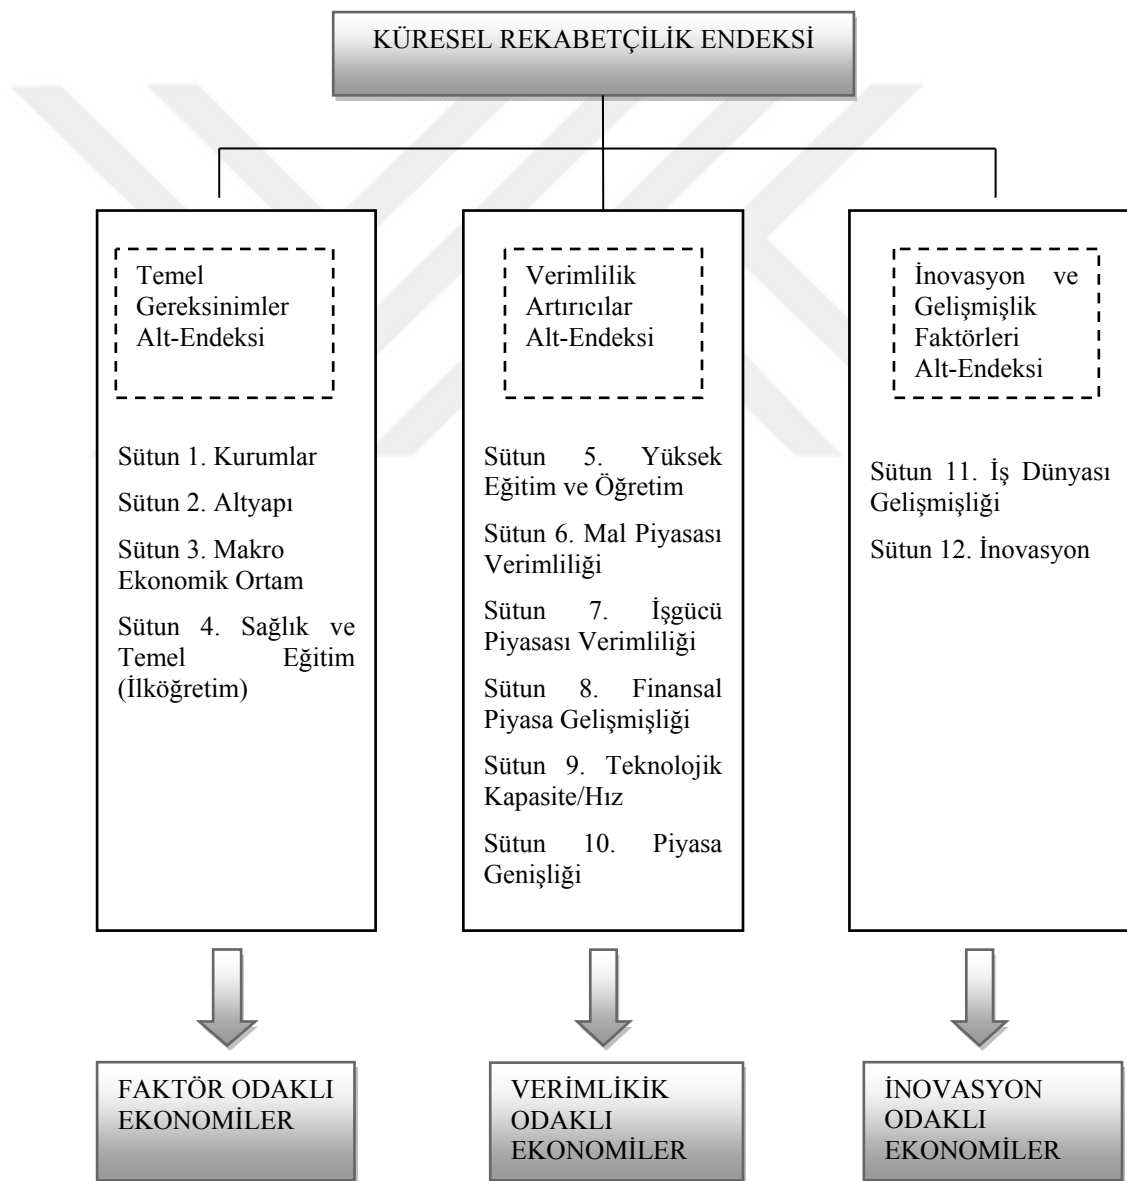 KÜRESEL REKABETÇİLİK ENDEKSİ
Temel
Gereksinimler
Alt-Endeksi
Sütun 1. Kurumlar
Sütun 2. Altyapı
Sütun 3. Makro
Ekonomik Ortam
Sütun 4. Sağlık ve
Temel Eğitim
(İlköğretim)
FAKTÖR ODAKLI
EKONOMİLER
Verimlilik
Artırıcılar
Alt-Endeksi
Sütun 5. Yüksek
Eğitim ve Öğretim
Sütun 6. Mal Piyasası
Verimliliği
Sütun 7. İşgücü
Piyasası Verimliliği
Sütun 8. Finansal
Piyasa Gelişmişliği
Sütun 9. Teknolojik
Kapasite/Hız
Sütun 10. Piyasa
Genişliği
VERİMLİKİK
ODAKLI
EKONOMİLER
İnovasyon ve
Gelişmişlik
Faktörleri
Alt-Endeksi
Sütun 11. İş Dünyası
Gelişmişliği
Sütun 12. İnovasyon
İNOVASYON
ODAKLI
EKONOMİLER